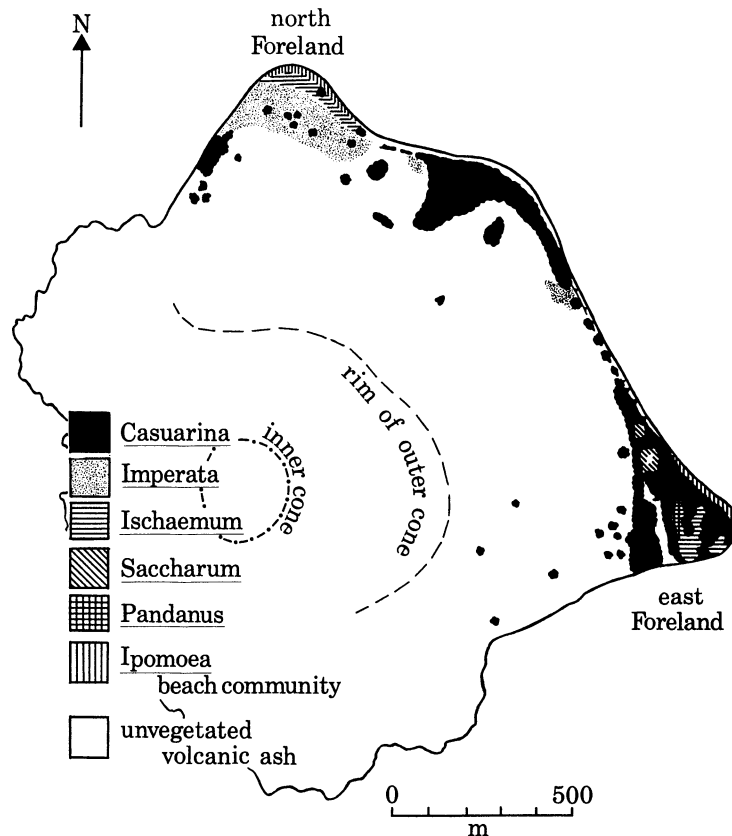 N
north
Foreland
rim of outer cone
inner cone
Casuarina
Imperata
Ischaemum
Saccharum
Pandanus
Ipomoea
beach community
unvegetated
volcanic ash
east
Foreland
0 500
m